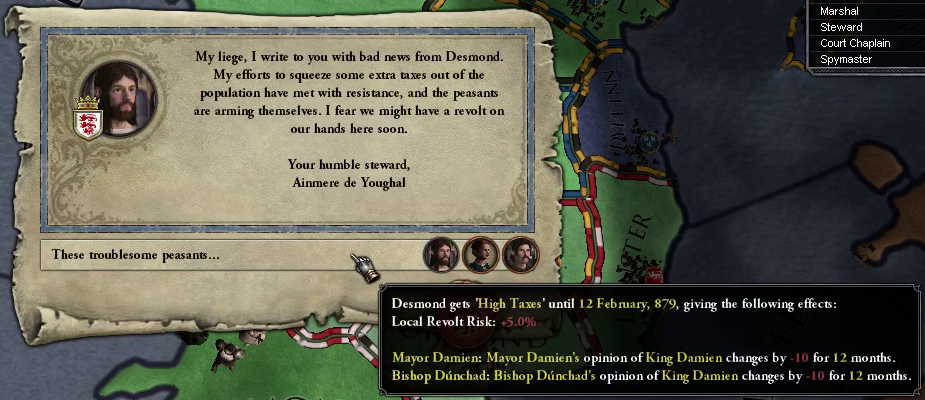 Marshal
Steward
Court Chaplain
Spymaster
My liege, I write to you with bad news from Desmond.
My efforts to squeeze some extra taxes out of the
population have met with resistance, and the peasants
are arming themselves. I fear we might have a revolt on
our hands here soon.
Your humble steward,
Ainmere de Youghal
These troublesome peasants...
DYFLIN
STER
Desmond gets 'High Taxes' until 12 February, 879, giving the following effects:
Local Revolt Risk: +5.0%
Mayor Damien: Mayor Damien's opinion of King Damien changes by -10 for 12 months.
Bishop Dúnchad: Bishop Dúnchad's opinion of King Damien changes by -10 for 12 months.